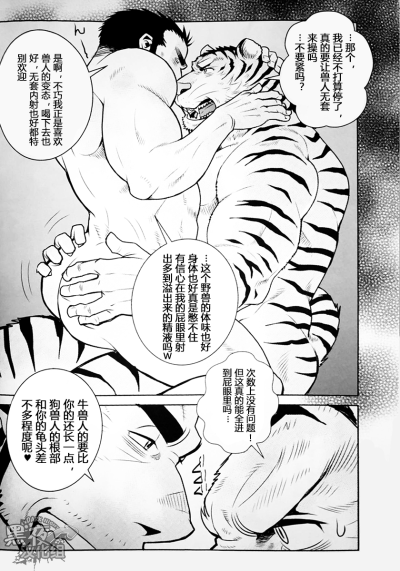 …那个，
我已经不打算停了，
真的要让兽人无套
来操吗？
…不要紧吗？
是啊，不巧我正是喜欢
兽人的变态，喝下去也
好，无套内射也好都特
别欢迎
…这个野兽的体味也好
身体也好真是憋不住
有信心在我的屁眼里射
出多到溢出来的精液吗w
次数上没有问题！
但这真的能全进
到屁眼里吗…
牛兽人的要比
你的还长一点，
狗兽人的根部
和你的龟头差
不多程度呢♥